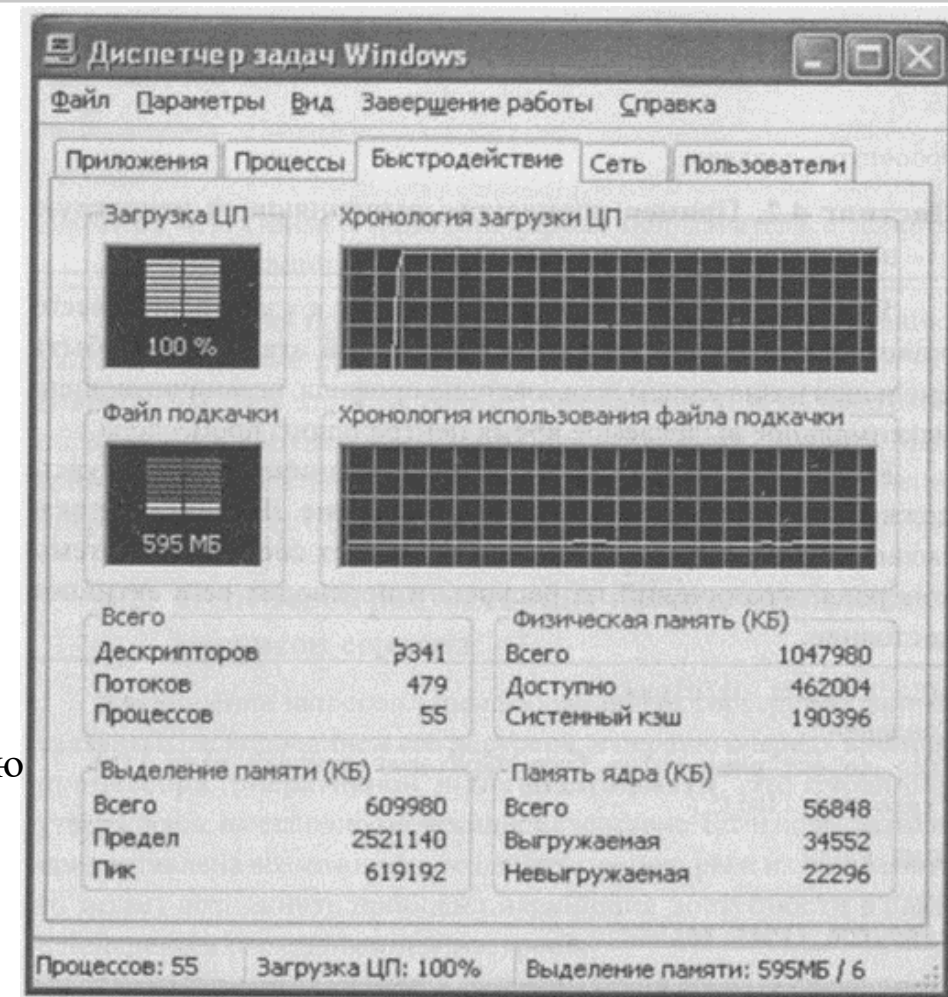 Диспетчер задач Windows
Файл Параметры Вид Завершение работы Справка
Приложения Процессы Быстродействие Сеть Пользователи
Загрузка ЦП Хронология загрузки ЦП
100 %
Файл подкачки Хронология использования файла подкачки
595 МБ
Всего
Дескрипторов 341
Потоков 479
Процессов 55
Физическая память (КБ)
Всего 1047980
Доступно 462004
Системный кэш 190396
ю
Выделение памяти (КБ)
Всего 609980
Предел 2521140
Пик 619192
Память ядра (КБ)
Всего 56848
Выгружаемая 34552
Невыгружаемая 22296
Процессов: 55 Загрузка ЦП: 100% Выделение памяти: 595МБ / 6